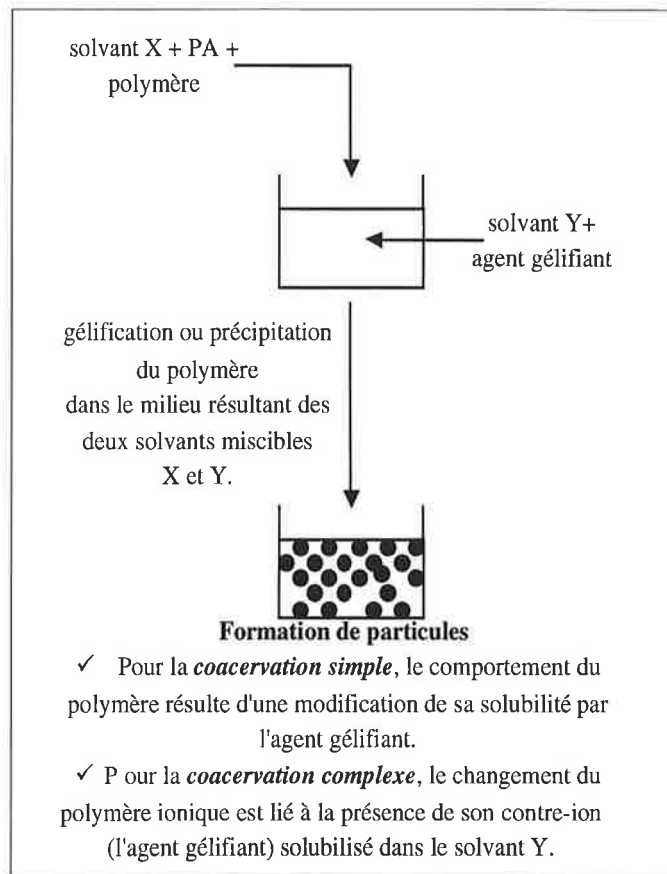 solvant X + PA +
polymère
solvant Y+
agent gélifiant
gélification ou précipitation
du polymère
dans le milieu résultant des
deux solvants miscibles
X et Y.
Formation de particules
✓ Pour la coacervation simple, le comportement du
polymère résulte d'une modification de sa solubilité par
l'agent gélifiant.
✓ P our la coacervation complexe, le changement du
polymère ionique est lié à la présence de son contre-ion
(l'agent gélifiant) solubilisé dans le solvant Y.